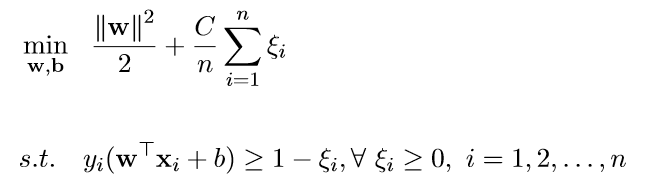 min_{𝐰,𝐛} ‖𝐰‖²/2 + C/n ∑_{i=1}^{n} ξ_i
s.t. y_i(𝐰^⊤𝐱_i + b) ≥ 1 − ξ_i, ∀ ξ_i ≥ 0, i = 1, 2, …, n